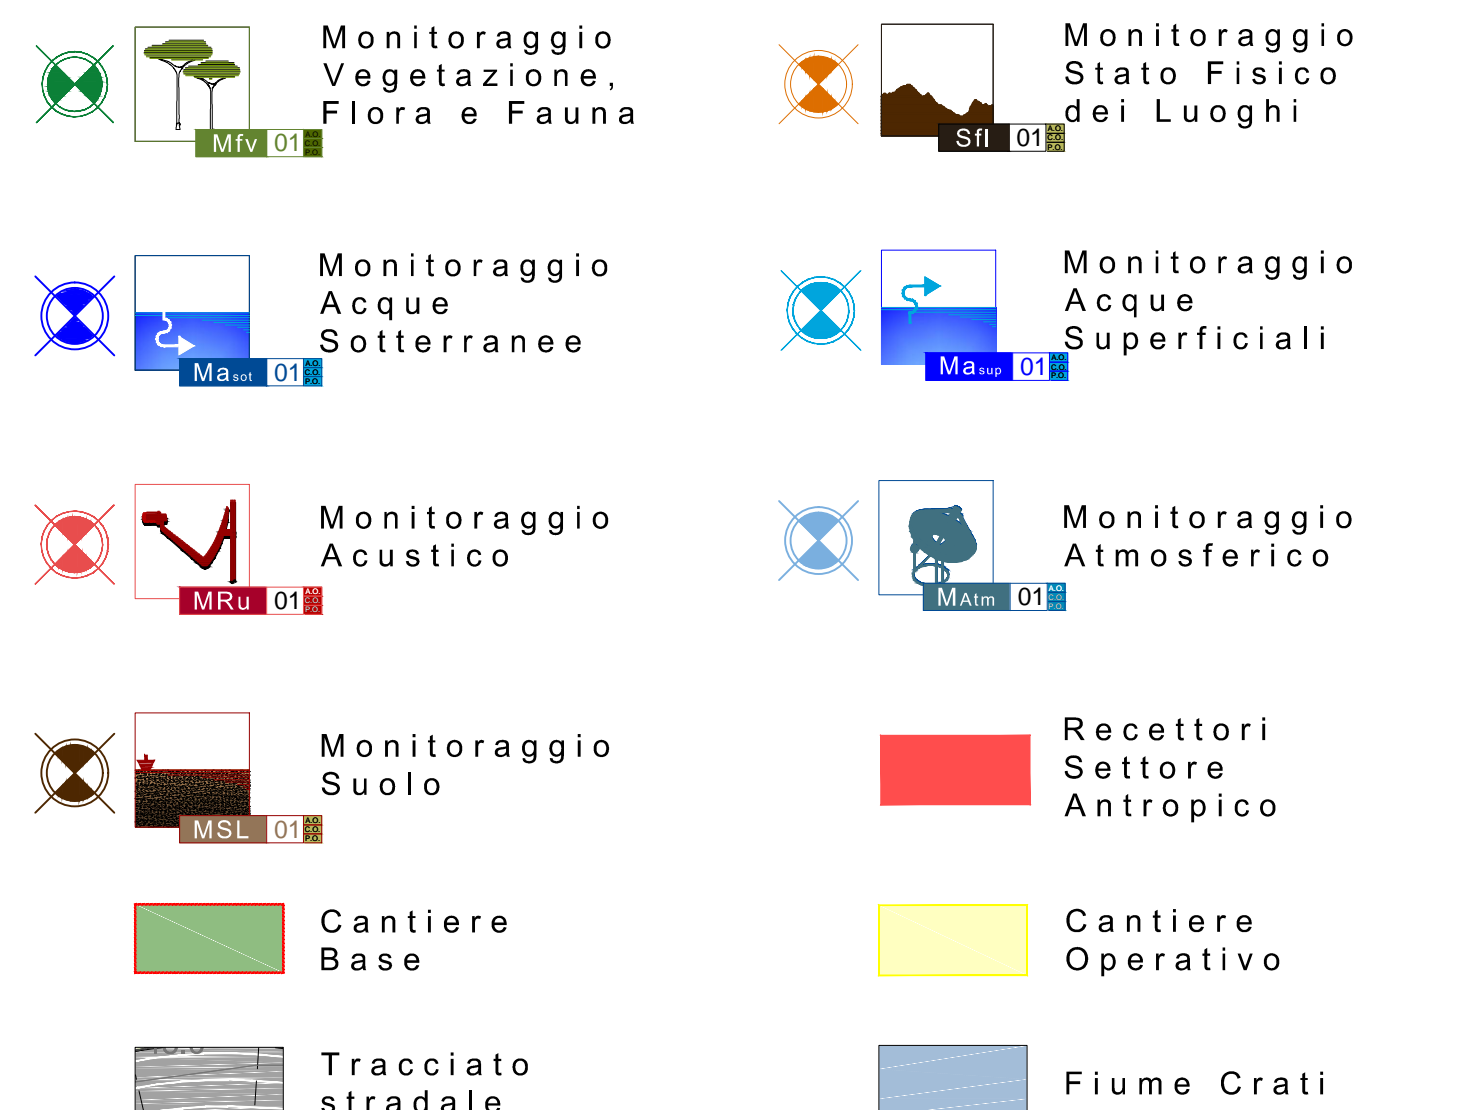 Monitoraggio
Vegetazione,
Flora e Fauna
Mfv 01 A.O.
C.O.
P.O.
Monitoraggio
Stato Fisico
dei Luoghi
Sfl 01 A.O.
C.O.
P.O.
Monitoraggio
Acque
Sotterranee
Masot 01 A.O.
C.O.
P.O.
Monitoraggio
Acque
Superficiali
Masup 01 A.O.
C.O.
P.O.
Monitoraggio
Acustico
MRu 01 A.O.
C.O.
P.O.
Monitoraggio
Atmosferico
MAtm 01 A.O.
C.O.
P.O.
Monitoraggio
Suolo
MSL 01 A.O.
C.O.
P.O.
Recettori
Settore
Antropico
Cantiere
Base
Cantiere
Operativo
Tracciato
stradale
Fiume Crati